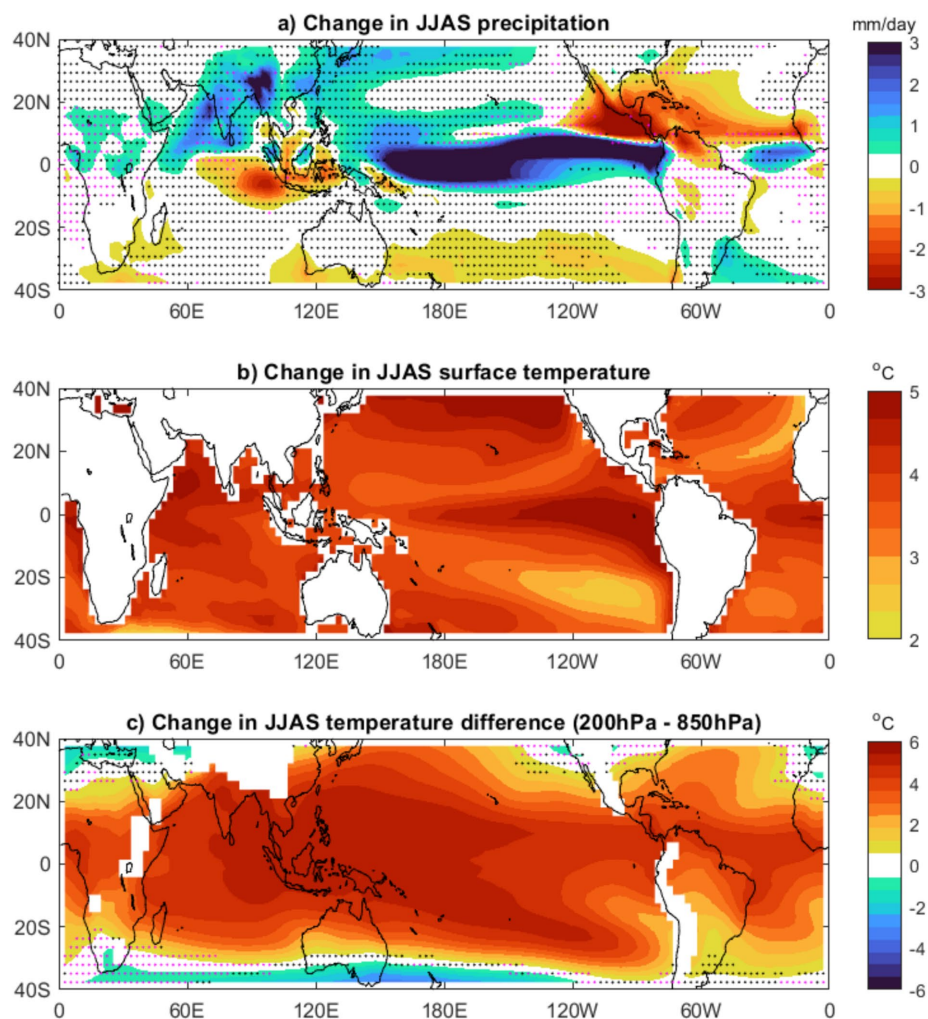 a) Change in JJAS precipitation
mm/day
40N
20N
0
20S
40S
0 60E 120E 180E 120W 60W 0
3
2
1
0
-1
-2
-3
b) Change in JJAS surface temperature
oC
40N
20N
0
20S
40S
0 60E 120E 180E 120W 60W 0
5
4
3
2
c) Change in JJAS temperature difference (200hPa - 850hPa)
oC
40N
20N
0
20S
40S
0 60E 120E 180E 120W 60W 0
6
4
2
0
-2
-4
-6